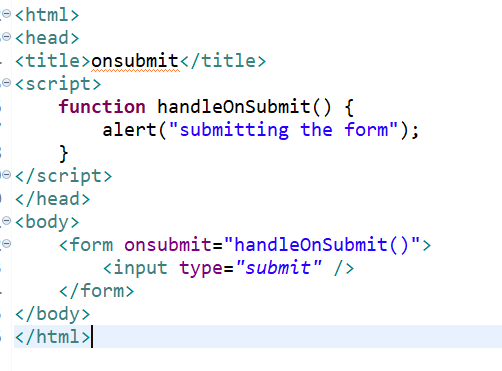 <html>
<head>
<title>onsubmit</title>
<script>
    function handleOnSubmit() {
        alert("submitting the form");
    }
</script>
</head>
<body>
    <form onsubmit="handleOnSubmit()">
        <input type="submit" />
    </form>
</body>
</html>